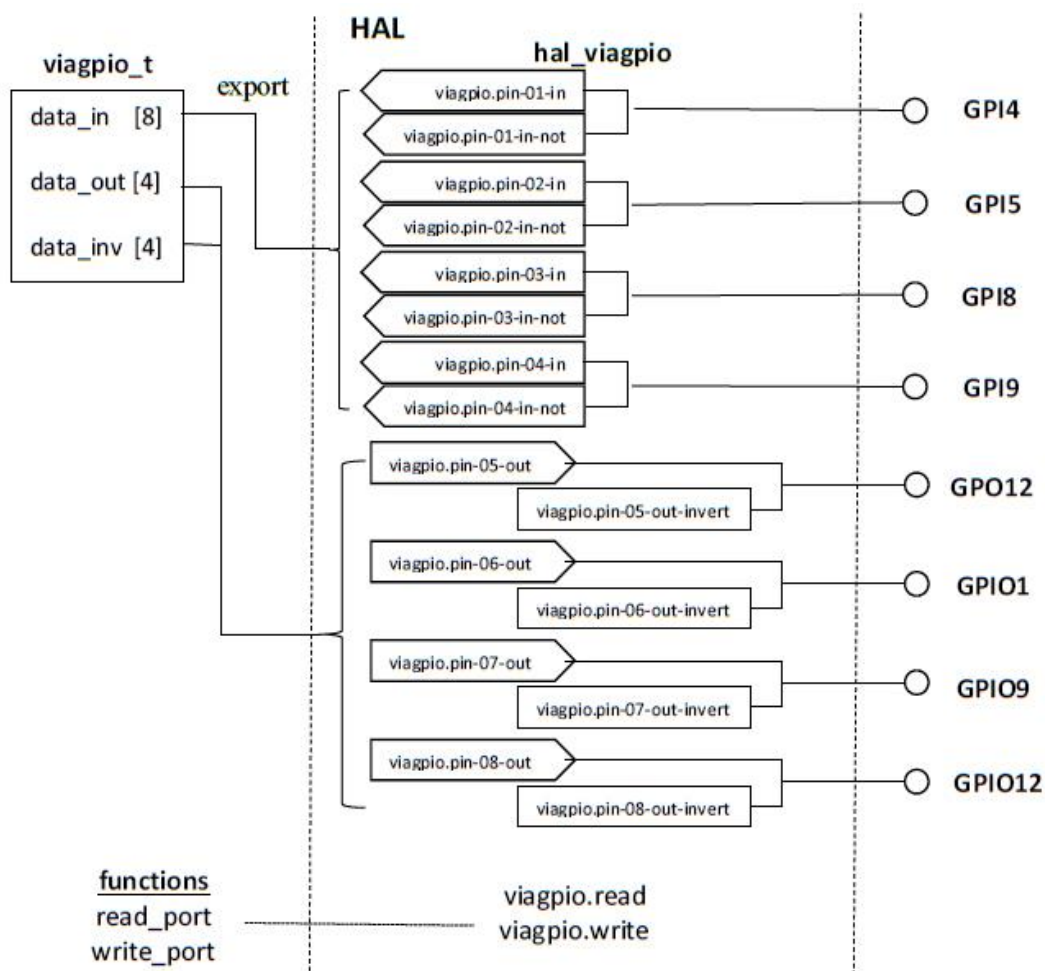 HAL
viagpio_t
export
hal_viagpio
data_in [8]
data_out [4]
data_inv [4]
viagpio.pin-01-in
viagpio.pin-01-in-not
GPI4
viagpio.pin-02-in
viagpio.pin-02-in-not
GPI5
viagpio.pin-03-in
viagpio.pin-03-in-not
GPI8
viagpio.pin-04-in
viagpio.pin-04-in-not
GPI9
viagpio.pin-05-out
viagpio.pin-05-out-invert
GPO12
viagpio.pin-06-out
viagpio.pin-06-out-invert
GPIO1
viagpio.pin-07-out
viagpio.pin-07-out-invert
GPIO9
viagpio.pin-08-out
viagpio.pin-08-out-invert
GPIO12
functions
read_port
write_port
viagpio.read
viagpio.write